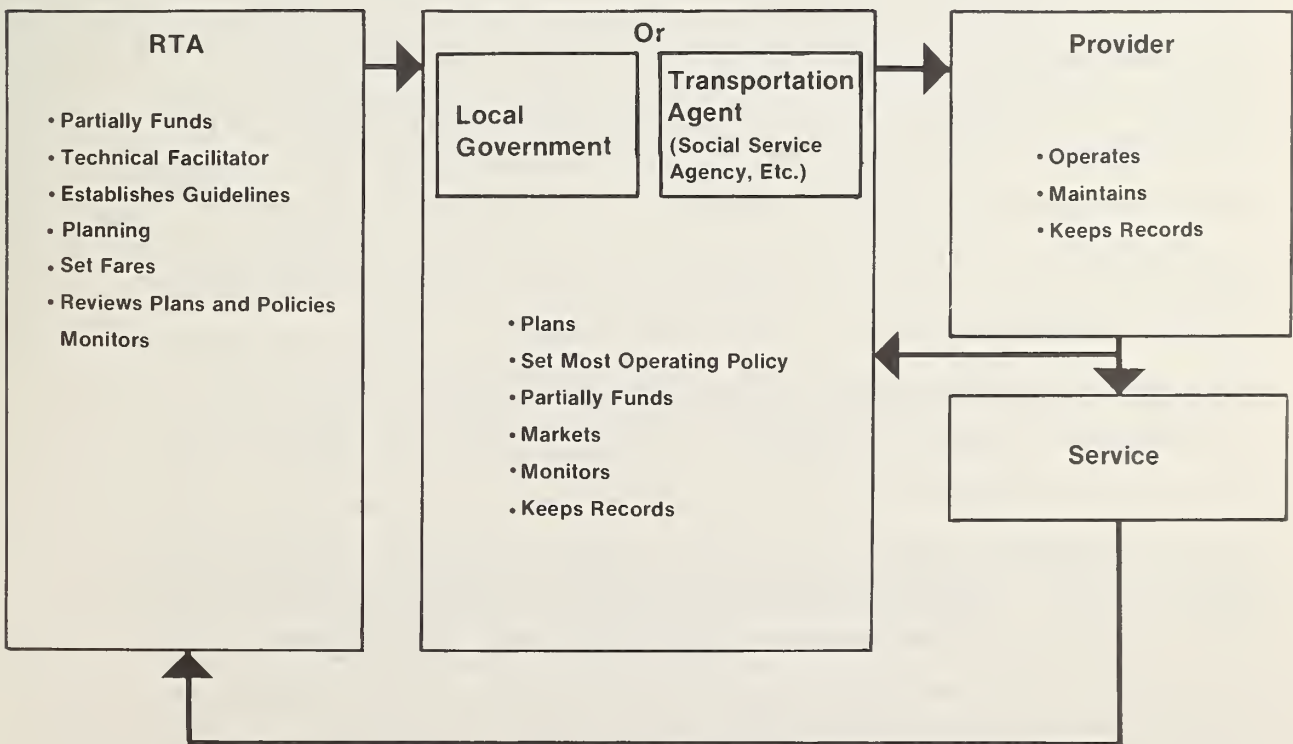 RTA
• Partially Funds
• Technical Facilitator
• Establishes Guidelines
• Planning
• Set Fares
• Reviews Plans and Policies
Monitors
Or
Local
Government
Transportation
Agent
(Social Service
Agency, Etc.)
• Plans
• Set Most Operating Policy
• Partially Funds
• Markets
• Monitors
• Keeps Records
Provider
• Operates
• Maintains
• Keeps Records
Service